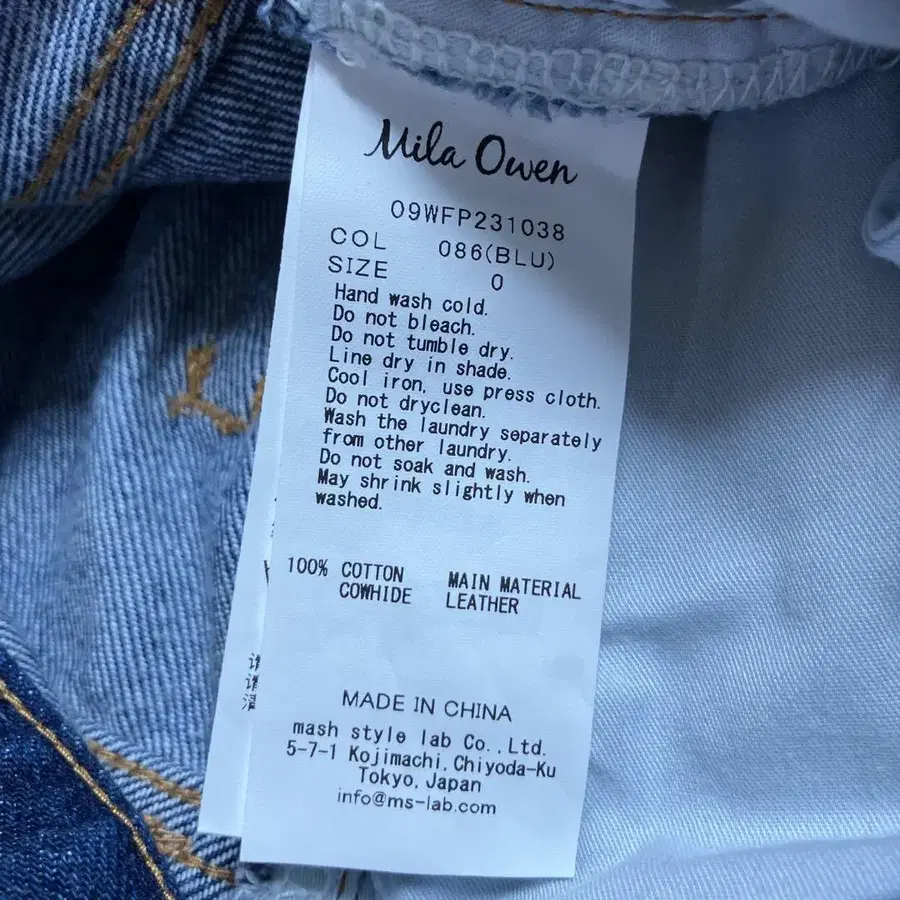 Mila Owen
09WFP231038
COL 086(BLU)
SIZE 0
Hand wash cold.
Do not bleach.
Do not tumble dry.
Line dry in shade.
Cool iron, use press cloth.
Do not dryclean.
Wash the laundry separately
from other laundry.
Do not soak and wash.
May shrink slightly when
washed.
100% COTTON MAIN MATERIAL
COWHIDE LEATHER
MADE IN CHINA
mash style lab Co.,Ltd.
5-7-1 Kojimachi,Chiyoda-Ku
Tokyo,Japan
info@ms-lab.com